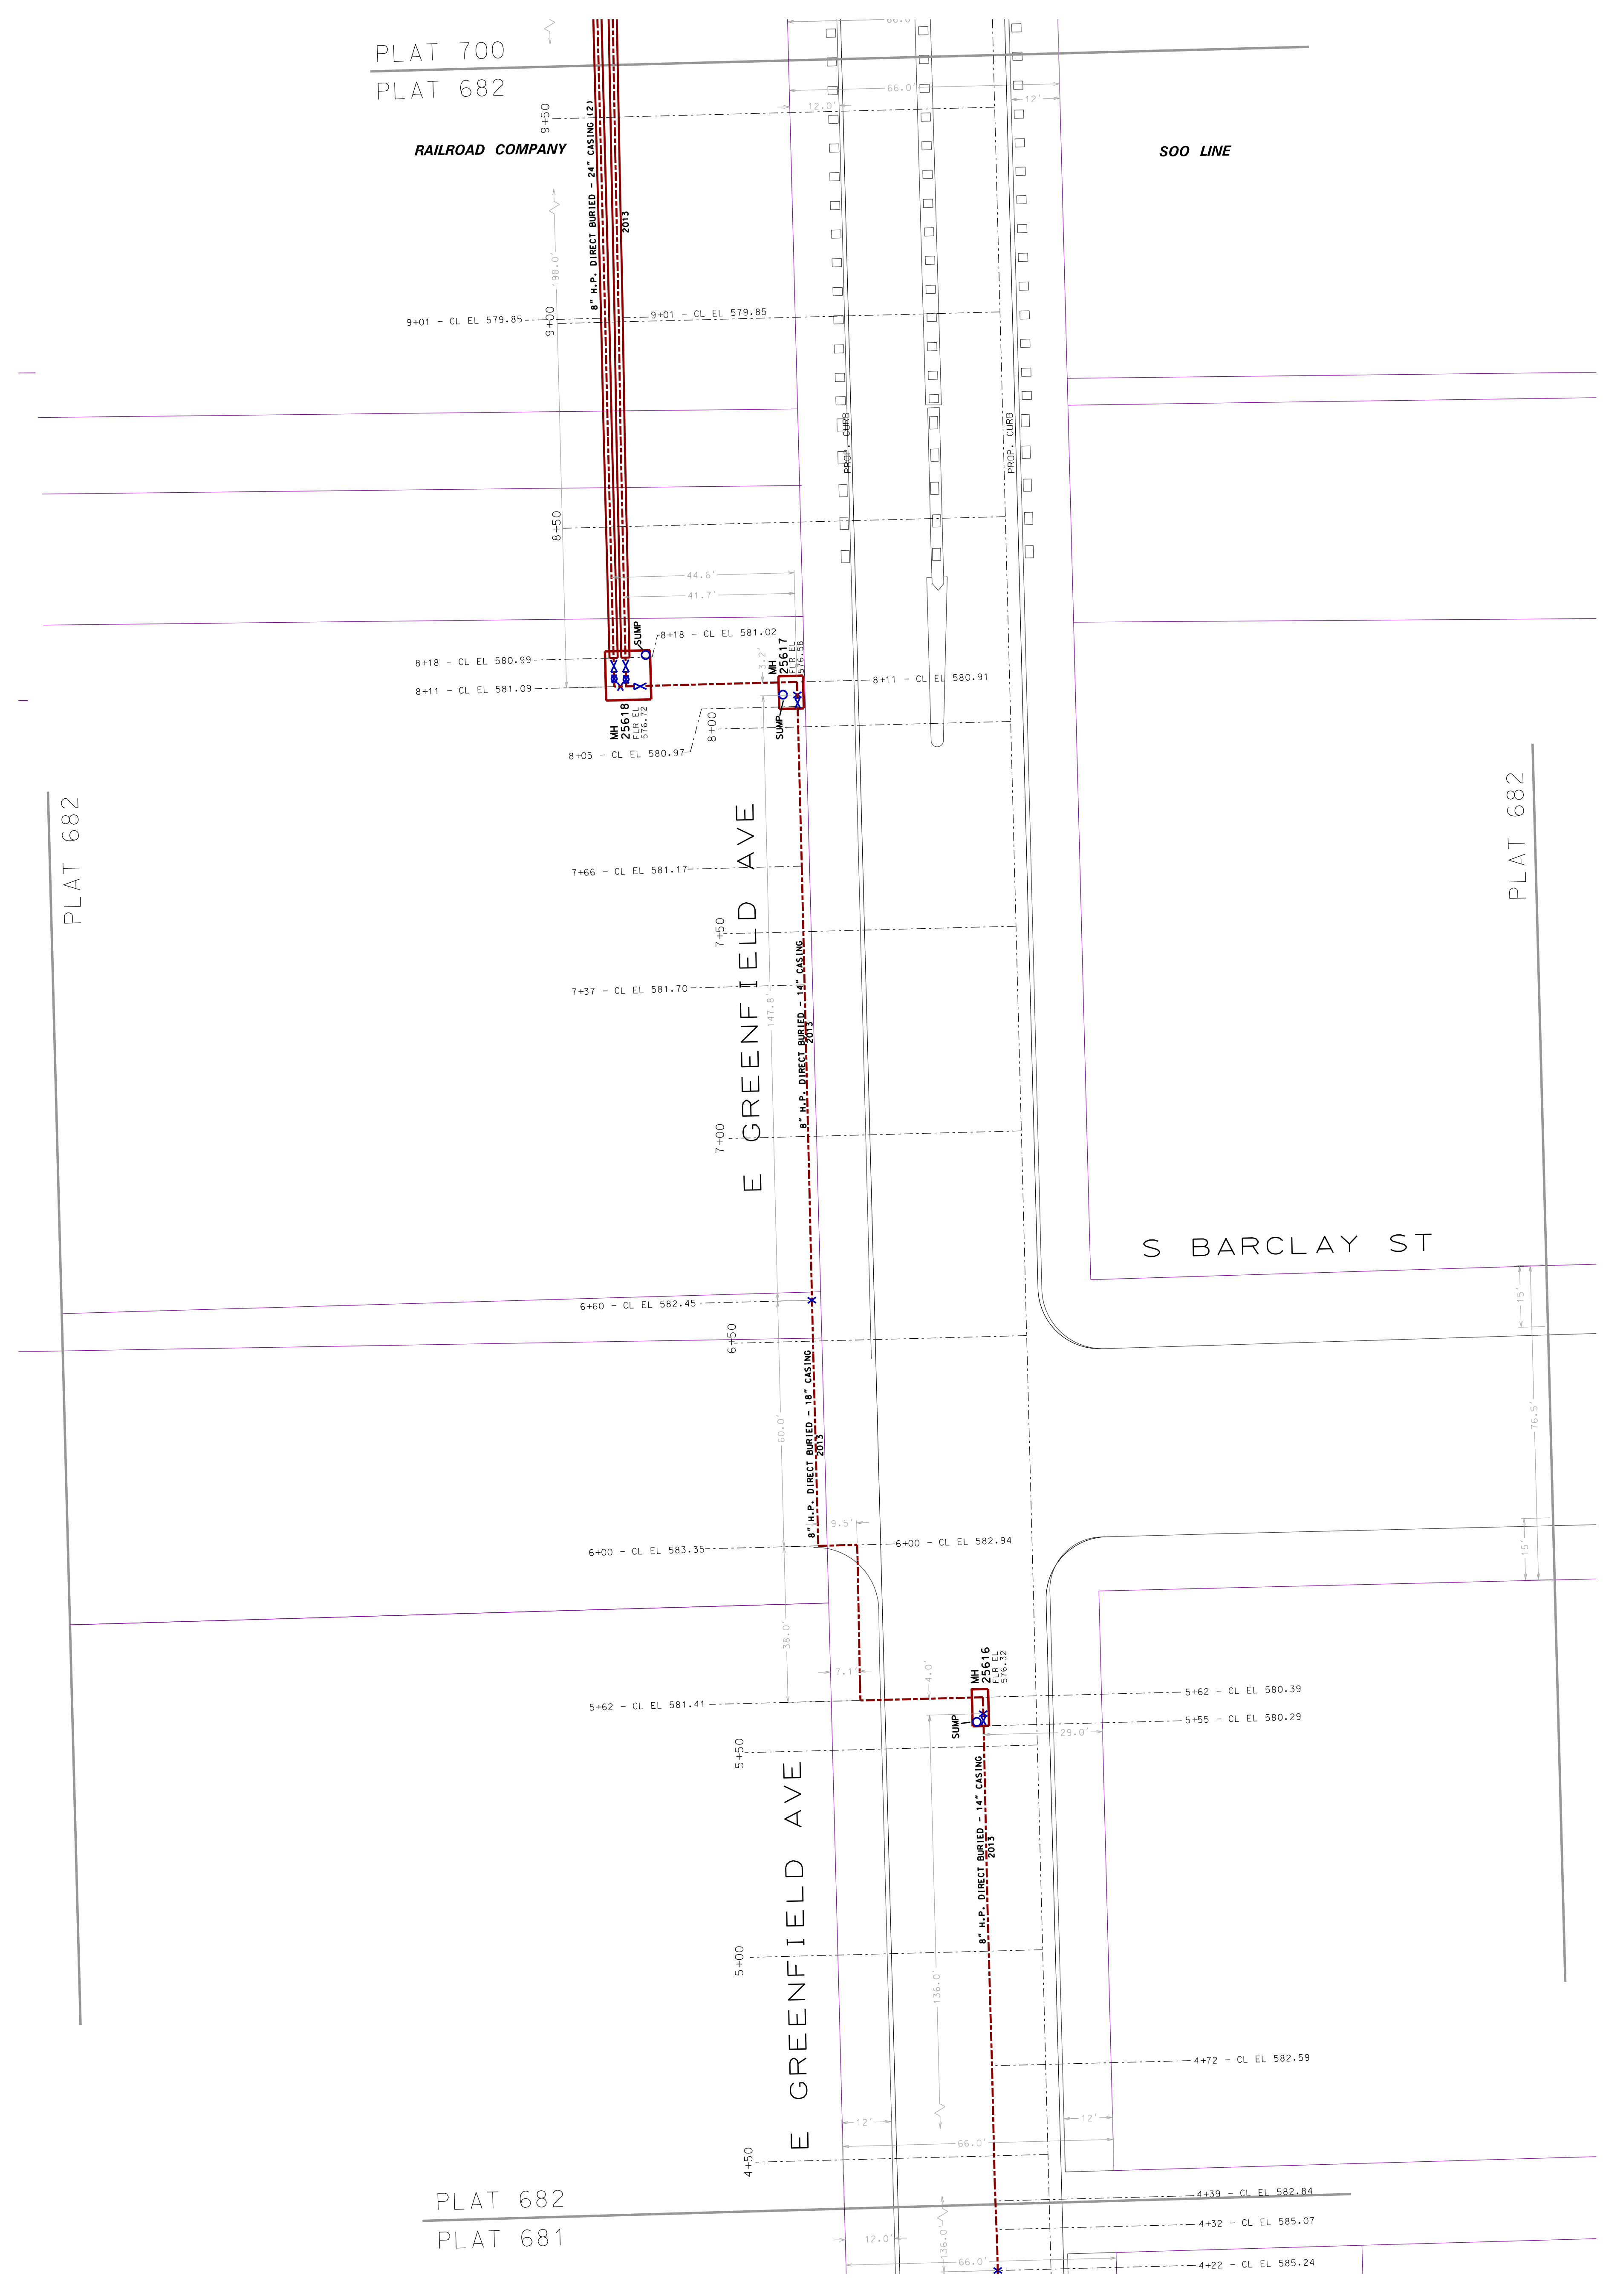 66.0'
PLAT 700
PLAT 682
66.0'
12.0'
12'
9+50
RAILROAD COMPANY
SOO LINE
8" H.P. DIRECT BURIED - 24" CASING (2)
2013
198.0'
9+01 - CL EL 579.85
9+00
9+01 - CL EL 579.85
PROP. CURB
PROP. CURB
8+50
44.6'
41.7'
SUMP
8+18 - CL EL 581.02
8+18 - CL EL 580.99
8+11 - CL EL 581.09
MH
25617
FLR EL
576.58
3.2'
8+11 - CL EL 580.91
MH
25618
FLR EL
576.72
SUMP
8+00
8+05 - CL EL 580.97
PLAT 682
PLAT 682
E GREENFIELD AVE
7+66 - CL EL 581.17
7+50
7+37 - CL EL 581.70
147.8'
8" H.P. DIRECT BURIED - 14" CASING
2013
7+00
S BARCLAY ST
15'
6+60 - CL EL 582.45
6+50
8" H.P. DIRECT BURIED - 18" CASING
2013
60.0'
76.5'
9.5'
6+00 - CL EL 583.35
6+00 - CL EL 582.94
15'
38.0'
7.1'
4.0'
MH
25616
FLR EL
576.32
5+62 - CL EL 581.41
5+62 - CL EL 580.39
SUMP
5+55 - CL EL 580.29
29.0'
5+50
8" H.P. DIRECT BURIED - 14" CASING
2013
E GREENFIELD AVE
5+00
136.0'
4+72 - CL EL 582.59
12'
12'
66.0'
4+50
PLAT 682
PLAT 681
4+39 - CL EL 582.84
4+32 - CL EL 585.07
12.0'
136.0'
66.0'
4+22 - CL EL 585.24